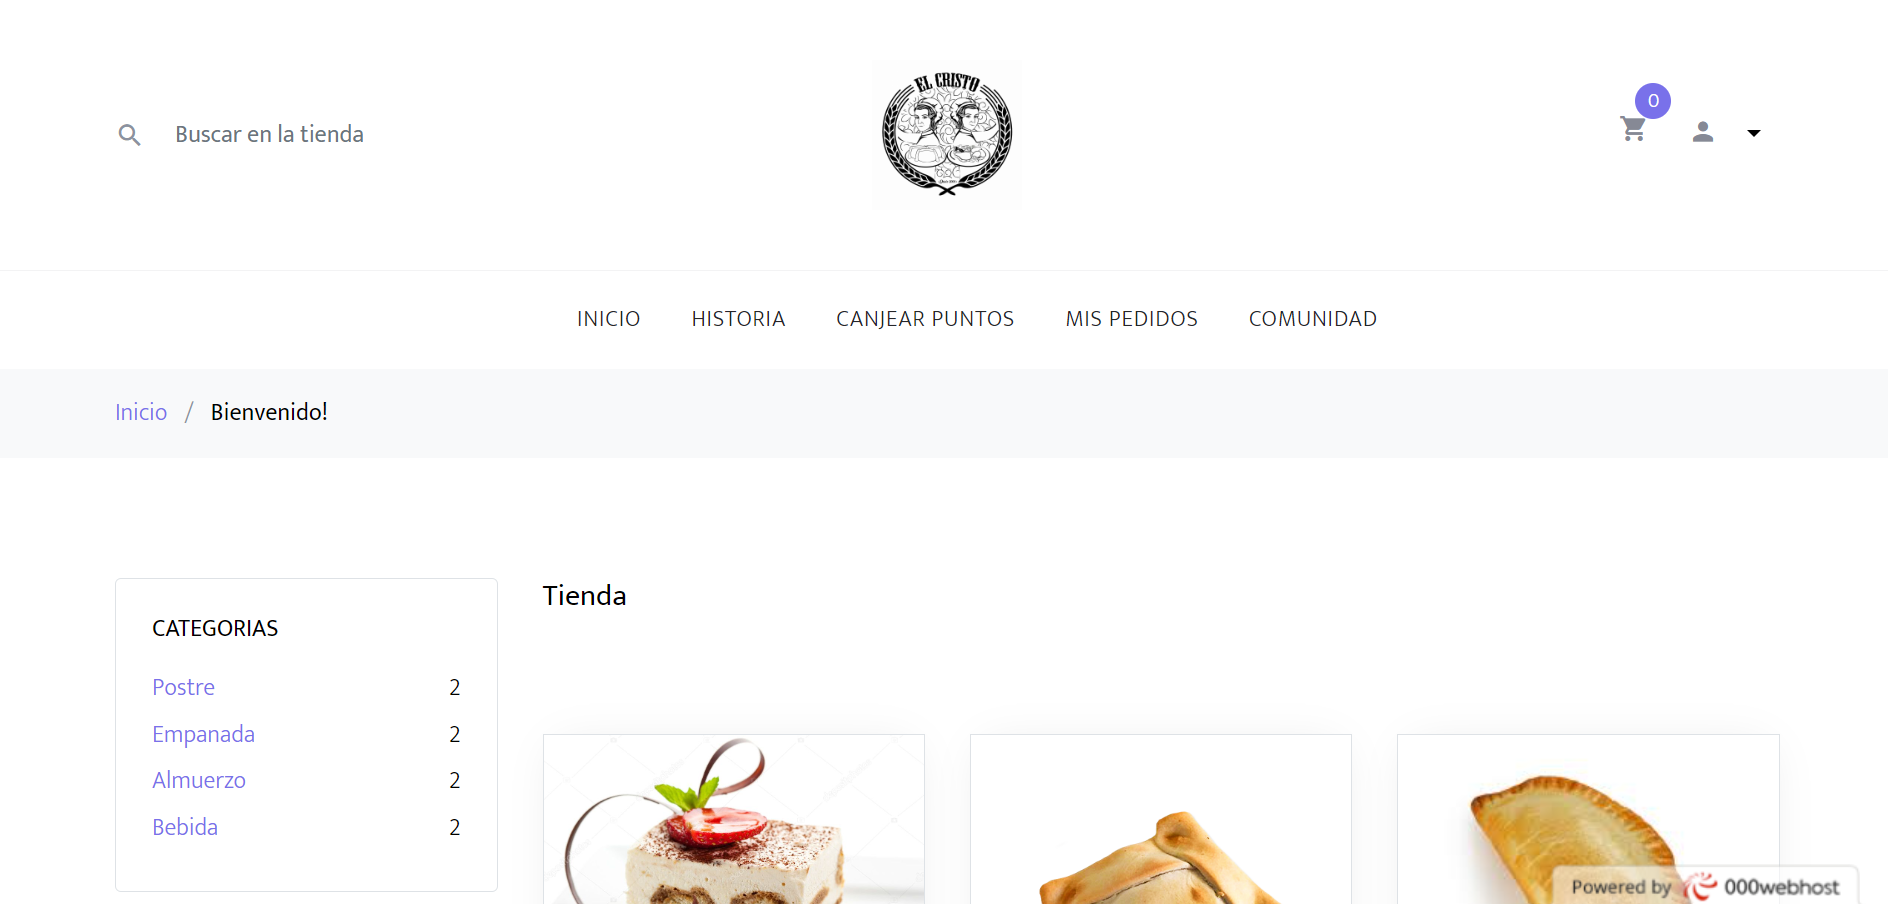 Buscar en la tienda
EL CRISTO
0
INICIO HISTORIA CANJEAR PUNTOS MIS PEDIDOS COMUNIDAD
Inicio / Bienvenido!
CATEGORIAS
Postre 2
Empanada 2
Almuerzo 2
Bebida 2
Tienda
Powered by 000webhost